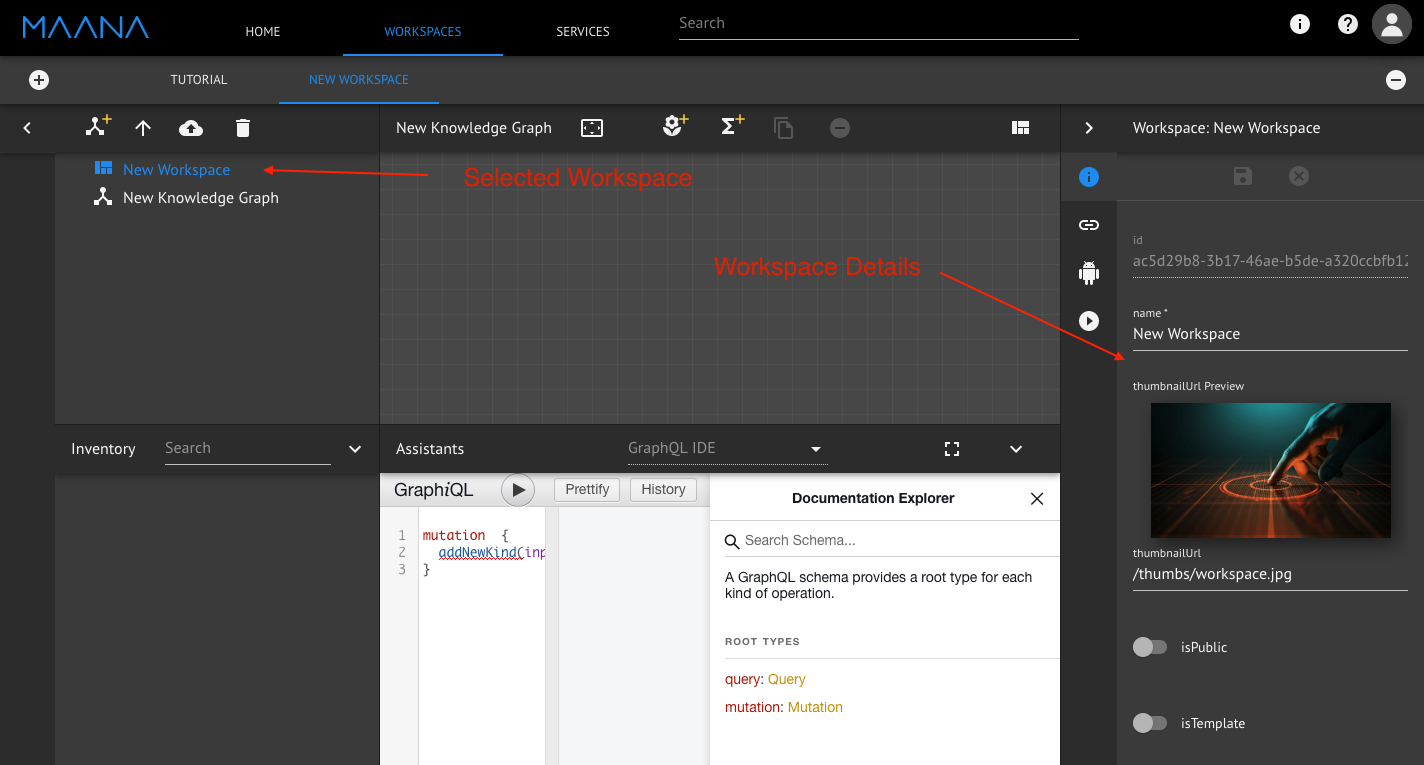 MAANA
HOME
WORKSPACES
SERVICES
Search
TUTORIAL
NEW WORKSPACE
New Knowledge Graph
Workspace: New Workspace
New Workspace
New Knowledge Graph
Selected Workspace
Workspace Details
id
ac5d29b8-3b17-46ae-b5de-a320ccbfb12
name *
New Workspace
thumbnailUrl Preview
thumbnailUrl
/thumbs/workspace.jpg
isPublic
isTemplate
Inventory
Search
Assistants
GraphQL IDE
GraphiQL
Prettify
History
1 mutation {
2 addNewKind(inp
3 }
Documentation Explorer
Search Schema...
A GraphQL schema provides a root type for each
kind of operation.
ROOT TYPES
query: Query
mutation: Mutation